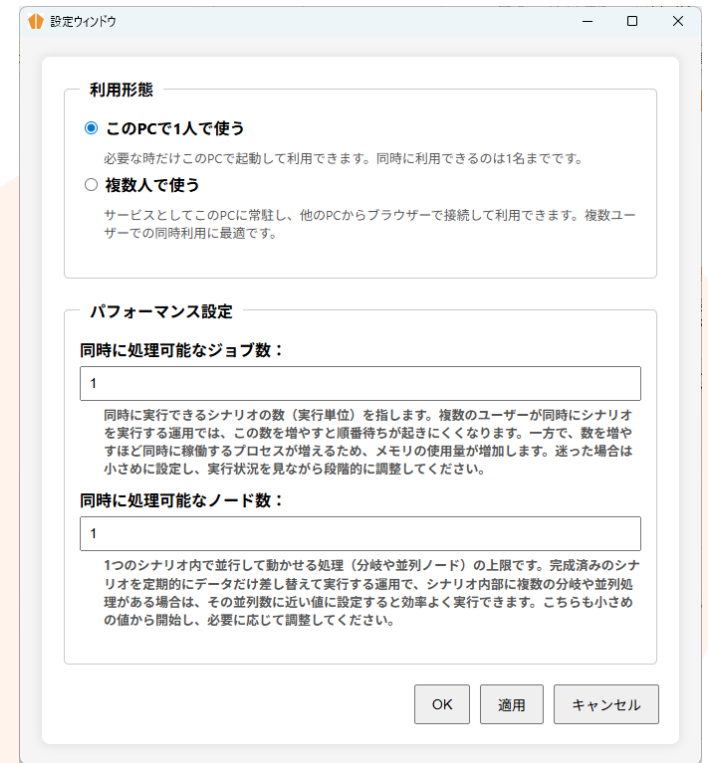 設定ウィンドウ
利用形態
このPCで1人で使う
必要な時だけこのPCで起動して利用できます。同時に利用できるのは1名までです。
複数人で使う
サービスとしてこのPCに常駐し、他のPCからブラウザーで接続して利用できます。複数ユー
ザーでの同時利用に最適です。
パフォーマンス設定
同時に処理可能なジョブ数：
1
同時に実行できるシナリオの数（実行単位）を指します。複数のユーザーが同時にシナリオ
を実行する運用では、この数を増やすと順番待ちが起きにくくなります。一方で、数を増や
すほど同時に稼働するプロセスが増えるため、メモリの使用量が増加します。迷った場合は
小さめに設定し、実行状況を見ながら段階的に調整してください。
同時に処理可能なノード数：
1
1つのシナリオ内で並行して動かせる処理（分岐や並列ノード）の上限です。完成済みのシナ
リオを定期的にデータだけ差し替えて実行する運用で、シナリオ内部に複数の分岐や並列処
理がある場合は、その並列数に近い値に設定すると効率よく実行できます。こちらも小さめ
の値から開始し、必要に応じて調整してください。
OK
適用
キャンセル